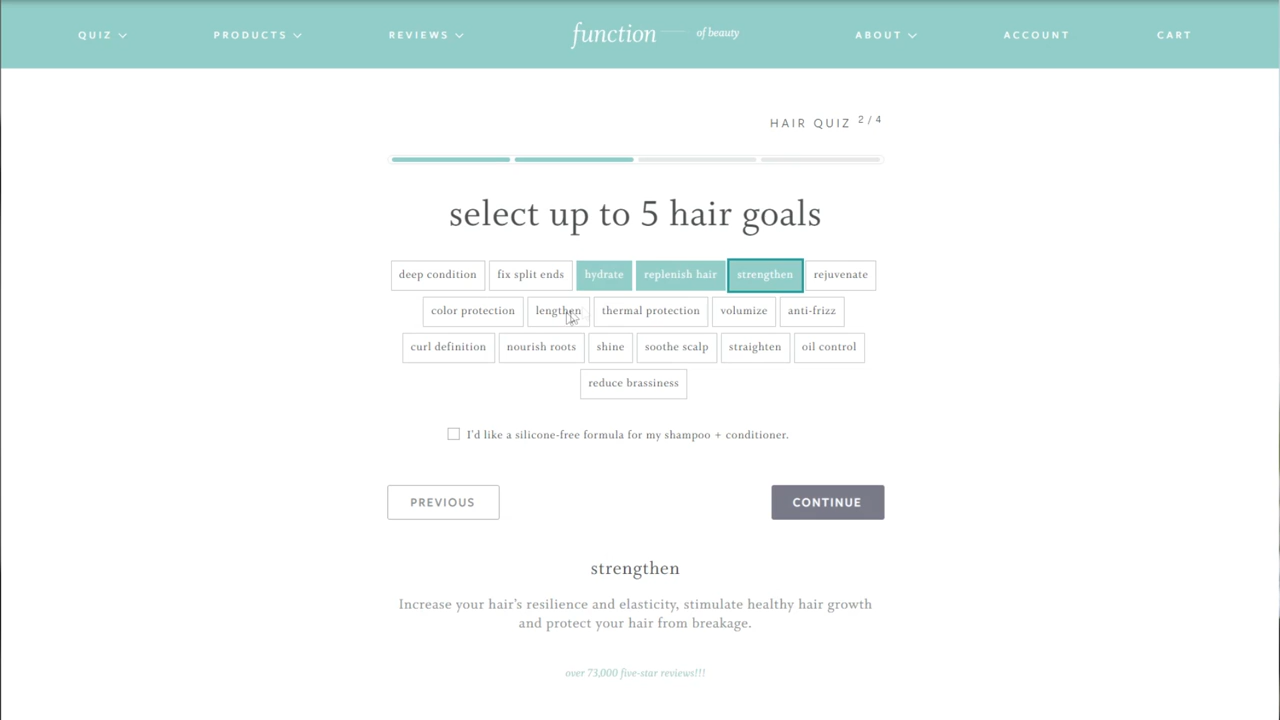 QUIZ PRODUCTS REVIEWS function of beauty ABOUT ACCOUNT CART
HAIR QUIZ 2 / 4
select up to 5 hair goals
deep condition fix split ends hydrate replenish hair strengthen rejuvenate
color protection lengthen thermal protection volumize anti-frizz
curl definition nourish roots shine soothe scalp straighten oil control
reduce brassiness
I'd like a silicone-free formula for my shampoo + conditioner.
PREVIOUS CONTINUE
strengthen
Increase your hair's resilience and elasticity, stimulate healthy hair growth
and protect your hair from breakage.
over 73,000 five-star reviews!!!